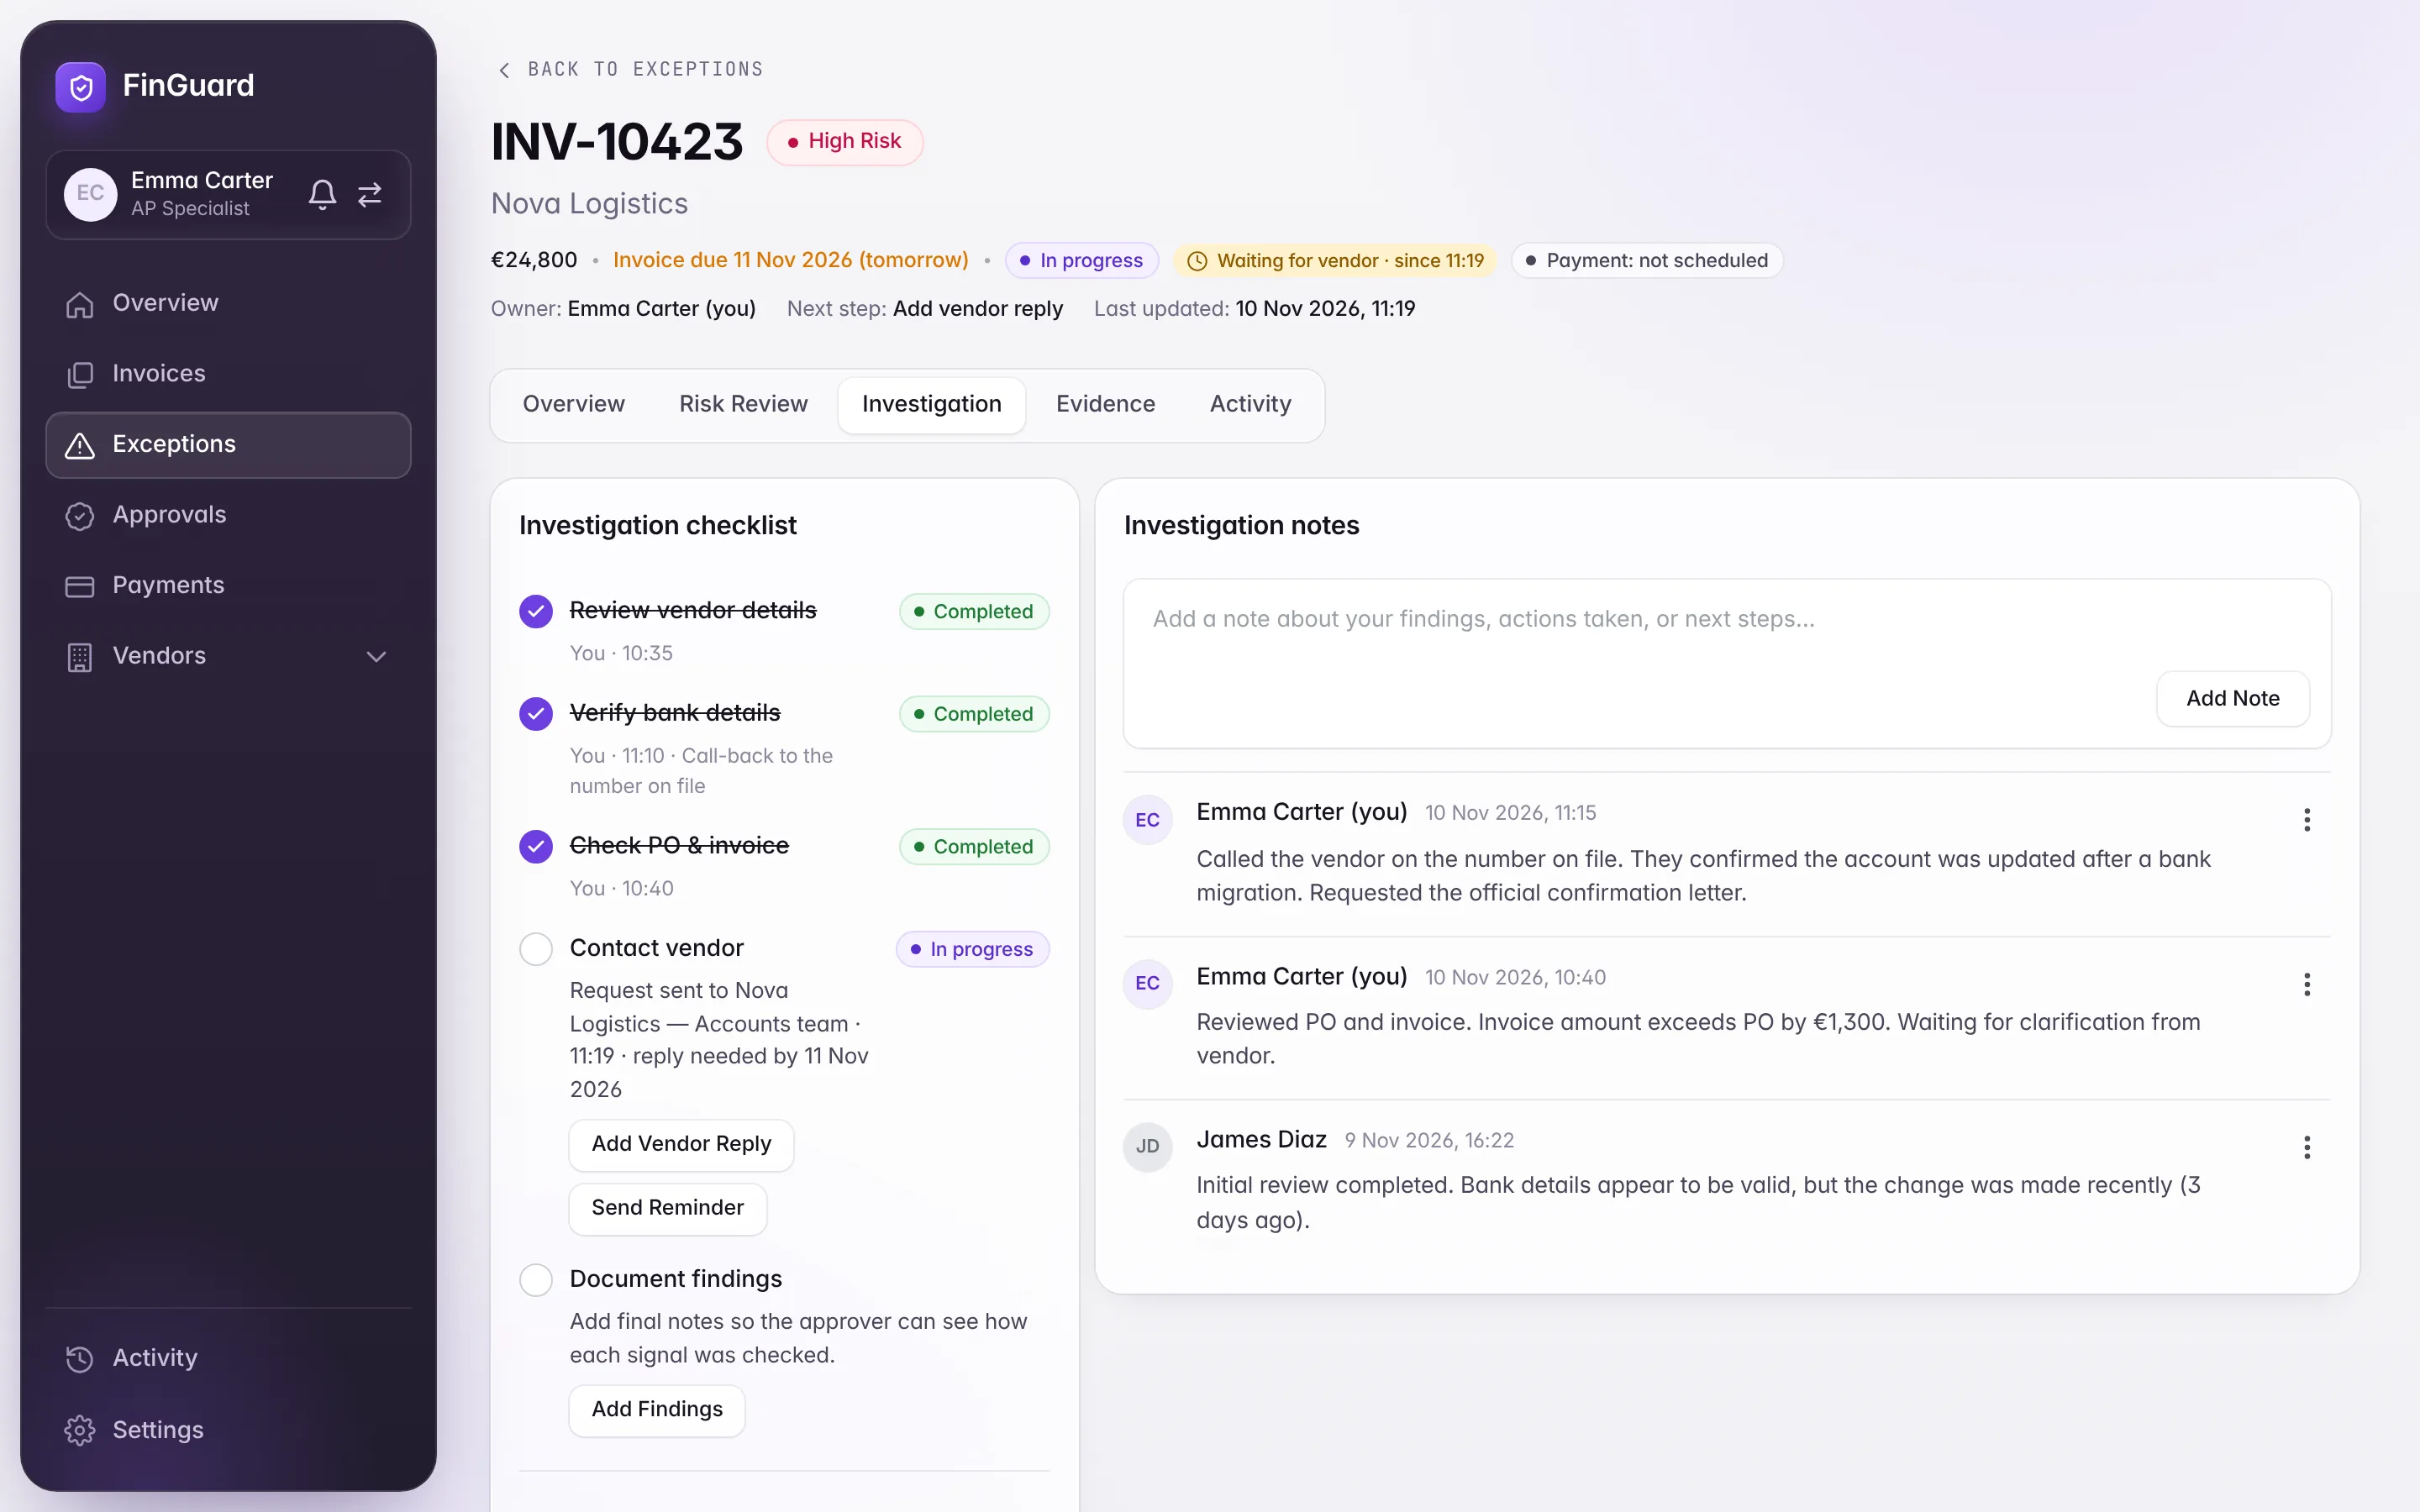 FinGuard
EC
Emma Carter
AP Specialist
Overview
Invoices
Exceptions
Approvals
Payments
Vendors
Activity
Settings
BACK TO EXCEPTIONS
INV-10423
High Risk
Nova Logistics
€24,800 • Invoice due 11 Nov 2026 (tomorrow) • In progress Waiting for vendor · since 11:19 Payment: not scheduled
Owner: Emma Carter (you) Next step: Add vendor reply Last updated: 10 Nov 2026, 11:19
Overview Risk Review Investigation Evidence Activity
Investigation checklist
Review vendor details Completed
You · 10:35
Verify bank details Completed
You · 11:10 · Call-back to the
number on file
Check PO & invoice Completed
You · 10:40
Contact vendor In progress
Request sent to Nova
Logistics — Accounts team ·
11:19 · reply needed by 11 Nov
2026
Add Vendor Reply
Send Reminder
Document findings
Add final notes so the approver can see how
each signal was checked.
Add Findings
Investigation notes
Add a note about your findings, actions taken, or next steps...
Add Note
EC
Emma Carter (you) 10 Nov 2026, 11:15
Called the vendor on the number on file. They confirmed the account was updated after a bank
migration. Requested the official confirmation letter.
EC
Emma Carter (you) 10 Nov 2026, 10:40
Reviewed PO and invoice. Invoice amount exceeds PO by €1,300. Waiting for clarification from
vendor.
JD
James Diaz 9 Nov 2026, 16:22
Initial review completed. Bank details appear to be valid, but the change was made recently (3
days ago).